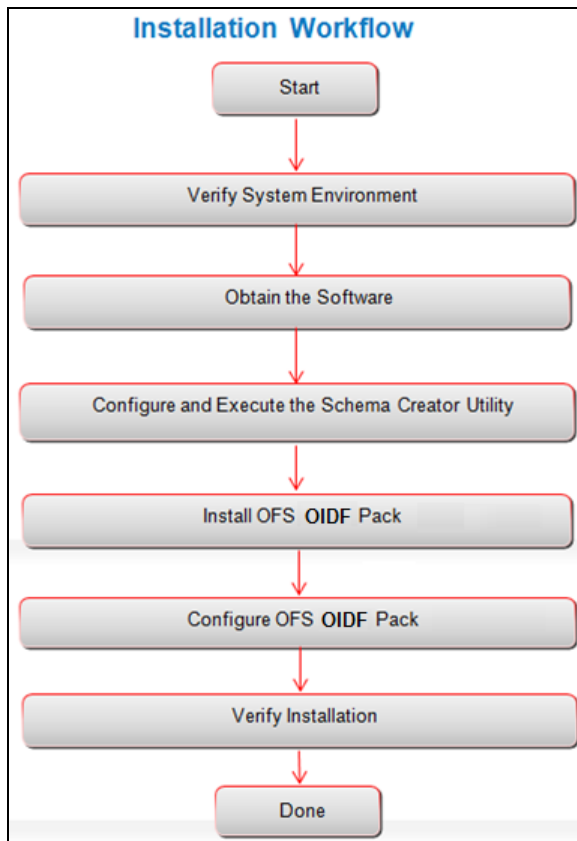 Installation Workflow
Start
Verify System Environment
Obtain the Software
Configure and Execute the Schema Creator Utility
Install OFS OIDF Pack
Configure OFS OIDF Pack
Verify Installation
Done